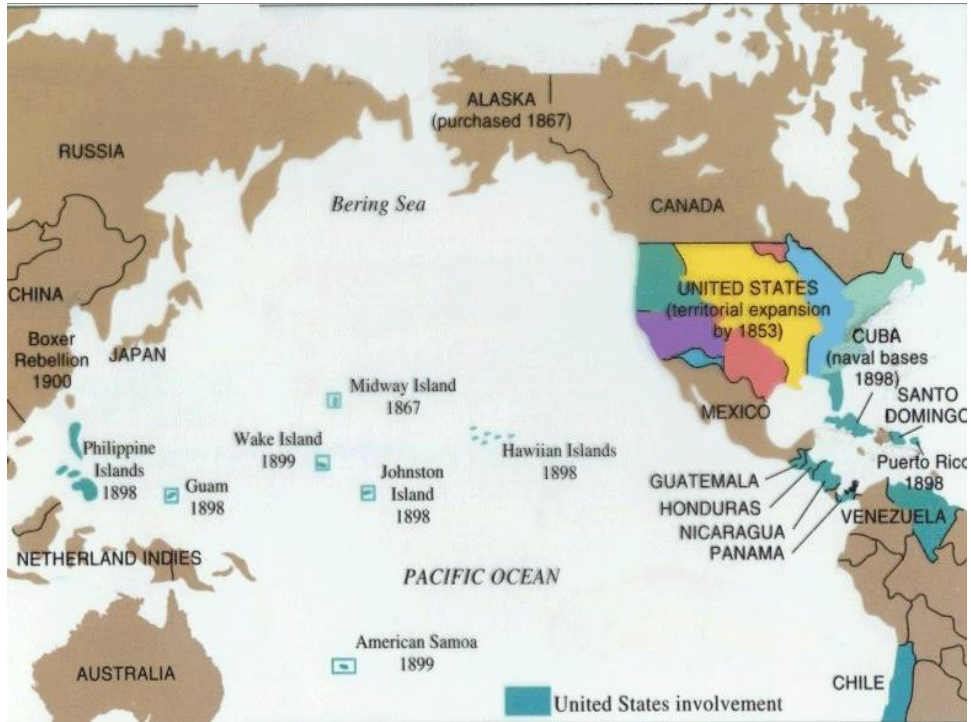 ALASKA
(purchased 1867)
RUSSIA
Bering Sea
CANADA
CHINA
UNITED STATES
(territorial expansion
by 1853)
Boxer
Rebellion
1900
JAPAN
CUBA
(naval bases
1898)
SANTO
DOMINGO
Midway Island
1867
MEXICO
Philippine
Islands
1898
Wake Island
1899
Hawiian Islands
1898
Puerto Rico
1898
Guam
1898
Johnston
Island
1898
GUATEMALA
HONDURAS
NICARAGUA
PANAMA
VENEZUELA
NETHERLAND INDIES
PACIFIC OCEAN
American Samoa
1899
AUSTRALIA
CHILE
United States involvement